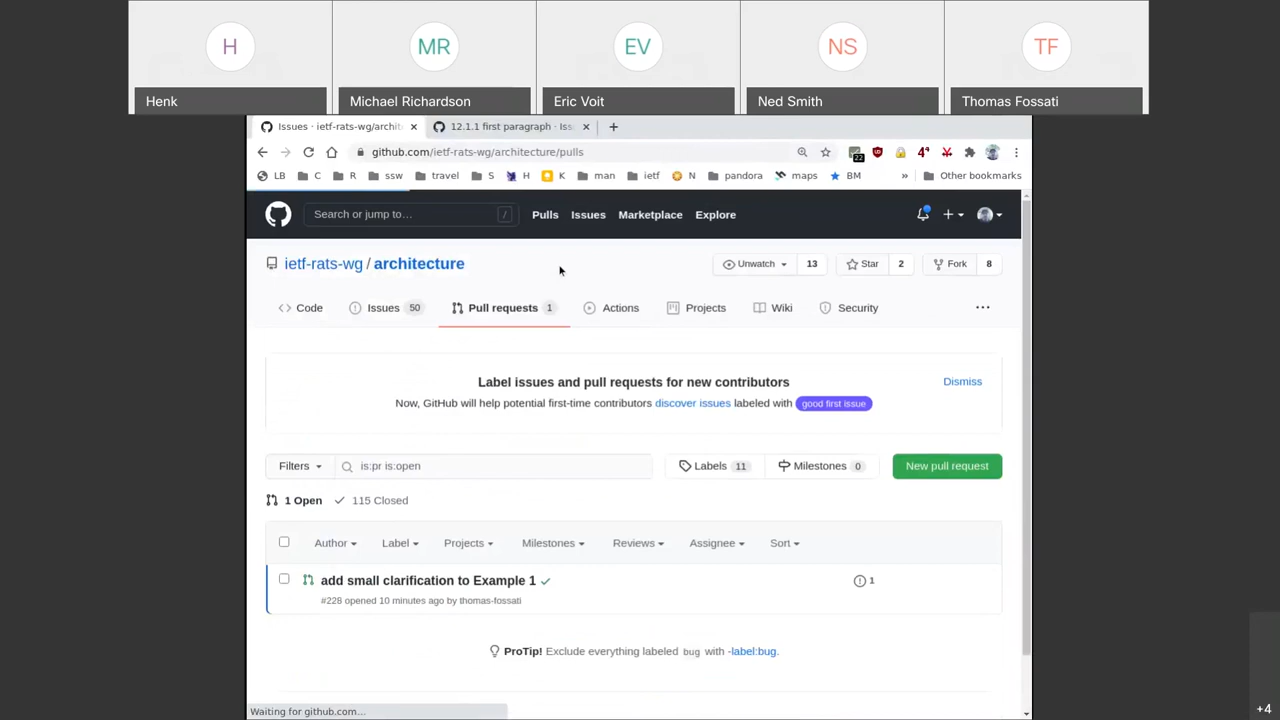 H
MR
EV
NS
TF
Henk
Michael Richardson
Eric Voit
Ned Smith
Thomas Fossati
Issues · ietf-rats-wg/archit
12.1.1 first paragraph · Iss
github.com/ietf-rats-wg/architecture/pulls
22
LB C R ssw travel S H K man ietf N pandora maps BM » Other bookmarks
Search or jump to… /
Pulls Issues Marketplace Explore
ietf-rats-wg / architecture
Unwatch 13 Star 2 Fork 8
Code Issues 50 Pull requests 1 Actions Projects Wiki Security
Label issues and pull requests for new contributors
Dismiss
Now, GitHub will help potential first-time contributors discover issues labeled with good first issue
Filters is:pr is:open Labels 11 Milestones 0 New pull request
1 Open 115 Closed
Author Label Projects Milestones Reviews Assignee Sort
add small clarification to Example 1
1
#228 opened 10 minutes ago by thomas-fossati
ProTip! Exclude everything labeled bug with -label:bug.
Waiting for github.com...
+4